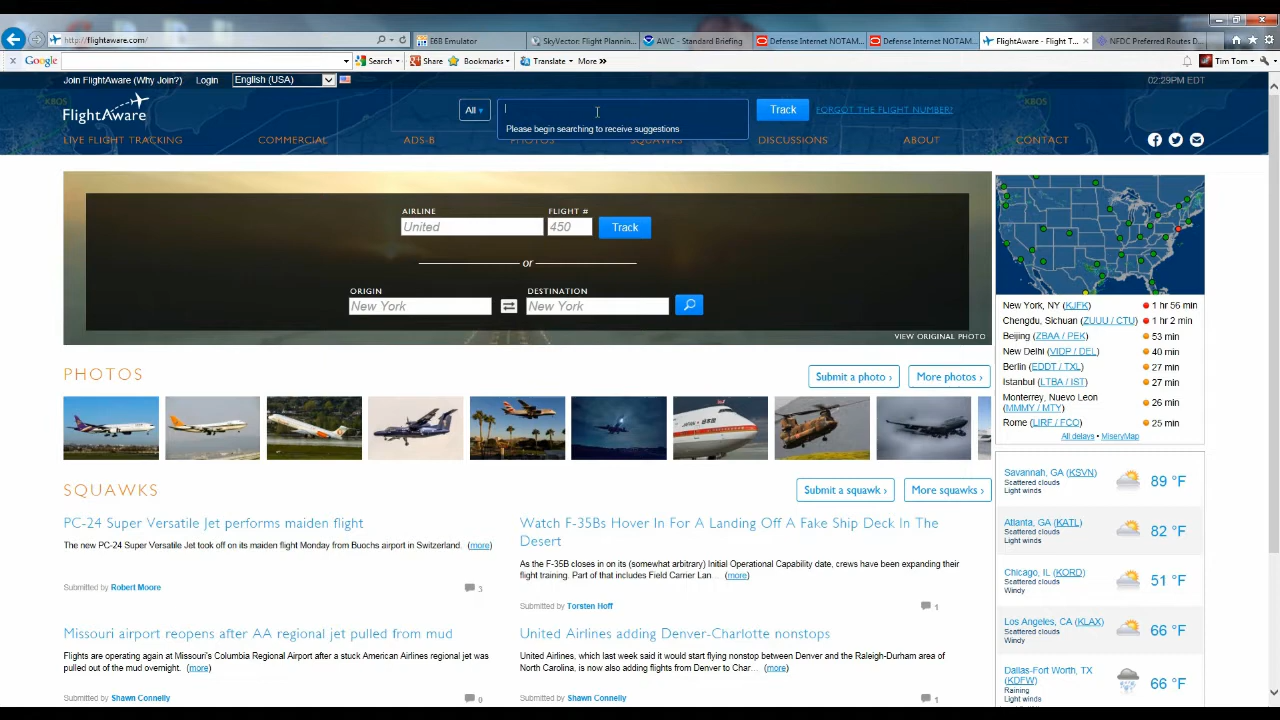 http://flightaware.com/
E6B Emulator
SkyVector: Flight Plannin...
AWC - Standard Briefing
Defense Internet NOTAM...
Defense Internet NOTAM...
FlightAware - Flight T...
NFDC Preferred Routes D...
Google
Search
Share
Bookmarks
Translate
More »
Tim Tom
Join FlightAware (Why Join?)
Login
English (USA)
02:29PM EDT
FlightAware
All
Please begin searching to receive suggestions
Track
FORGOT THE FLIGHT NUMBER?
LIVE FLIGHT TRACKING
COMMERCIAL
ADS-B
PHOTOS
SQUAWKS
DISCUSSIONS
ABOUT
CONTACT
AIRLINE
FLIGHT #
United
450
Track
or
ORIGIN
DESTINATION
New York
New York
VIEW ORIGINAL PHOTO
New York, NY (KJFK) 1 hr 56 min
Chengdu, Sichuan (ZUUU / CTU) 1 hr 2 min
Beijing (ZBAA / PEK) 53 min
New Delhi (VIDP / DEL) 40 min
Berlin (EDDT / TXL) 27 min
Istanbul (LTBA / IST) 27 min
Monterrey, Nuevo Leon
(MMMY / MTY) 26 min
Rome (LIRF / FCO) 25 min
All delays • MiseryMap
PHOTOS
Submit a photo ›
More photos ›
SQUAWKS
Submit a squawk ›
More squawks ›
PC-24 Super Versatile Jet performs maiden flight
The new PC-24 Super Versatile Jet took off on its maiden flight Monday from Buochs airport in Switzerland. (more)
Submitted by Robert Moore
3
Watch F-35Bs Hover In For A Landing Off A Fake Ship Deck In The
Desert
As the F-35B closes in on its (somewhat arbitrary) Initial Operational Capability date, crews have been expanding their
flight training. Part of that includes Field Carrier Lan... (more)
Submitted by Torsten Hoff
1
Missouri airport reopens after AA regional jet pulled from mud
Flights are operating again at Missouri's Columbia Regional Airport after a stuck American Airlines regional jet was
pulled out of the mud overnight. (more)
Submitted by Shawn Connelly
0
United Airlines adding Denver-Charlotte nonstops
United Airlines, which last week said it would start flying nonstop between Denver and the Raleigh-Durham area of
North Carolina, is now also adding flights from Denver to Char... (more)
Submitted by Shawn Connelly
1
Savannah, GA (KSVN)
Scattered clouds
Light winds
89 °F
Atlanta, GA (KATL)
Scattered clouds
Light winds
82 °F
Chicago, IL (KORD)
Scattered clouds
Windy
51 °F
Los Angeles, CA (KLAX)
Scattered clouds
Windy
66 °F
Dallas-Fort Worth, TX
(KDFW)
Raining
Light winds
66 °F